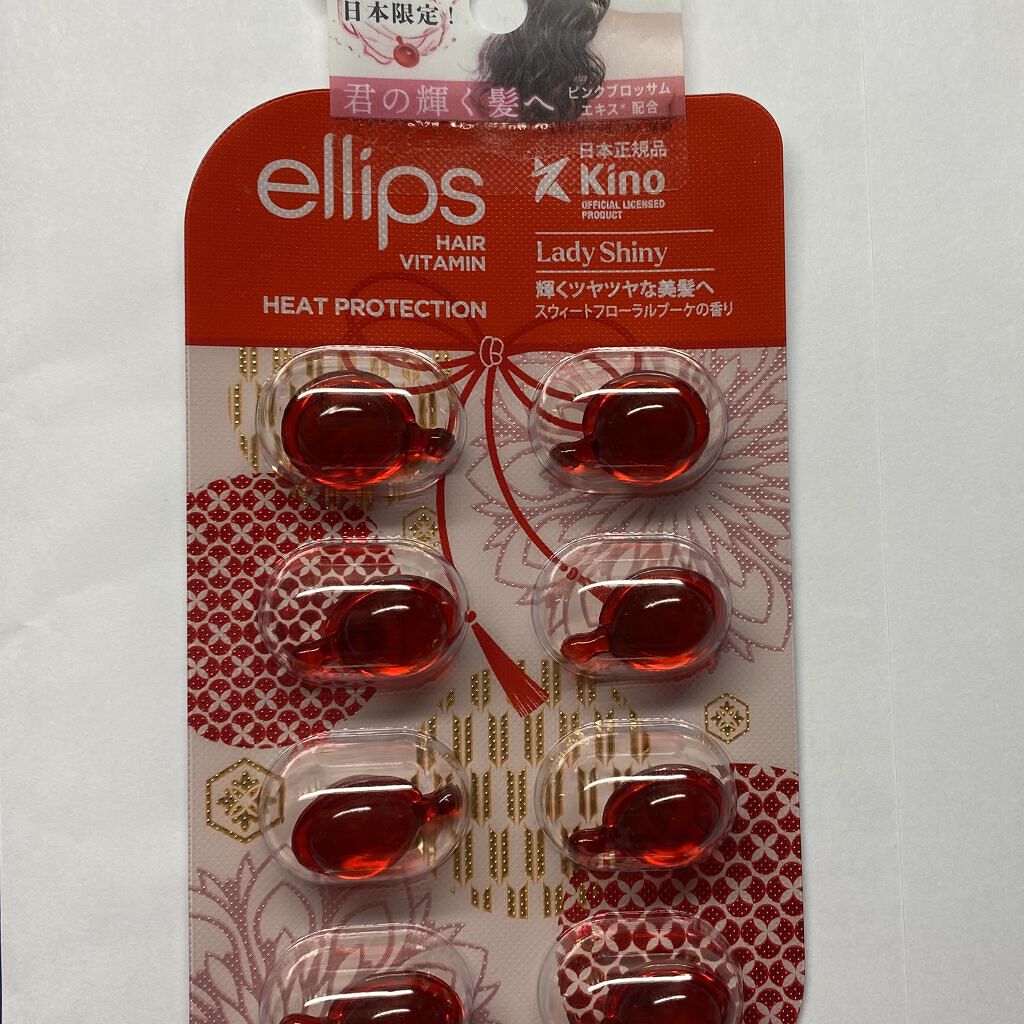 日本限定！
君の輝く髪へ
ピンクブロッサム
エキス* 配合
ellips
HAIR
VITAMIN
HEAT PROTECTION
日本正規品
Kino
OFFICIAL LICENSED
PRODUCT
Lady Shiny
輝くツヤツヤな美髪へ
スウィートフローラルブーケの香り